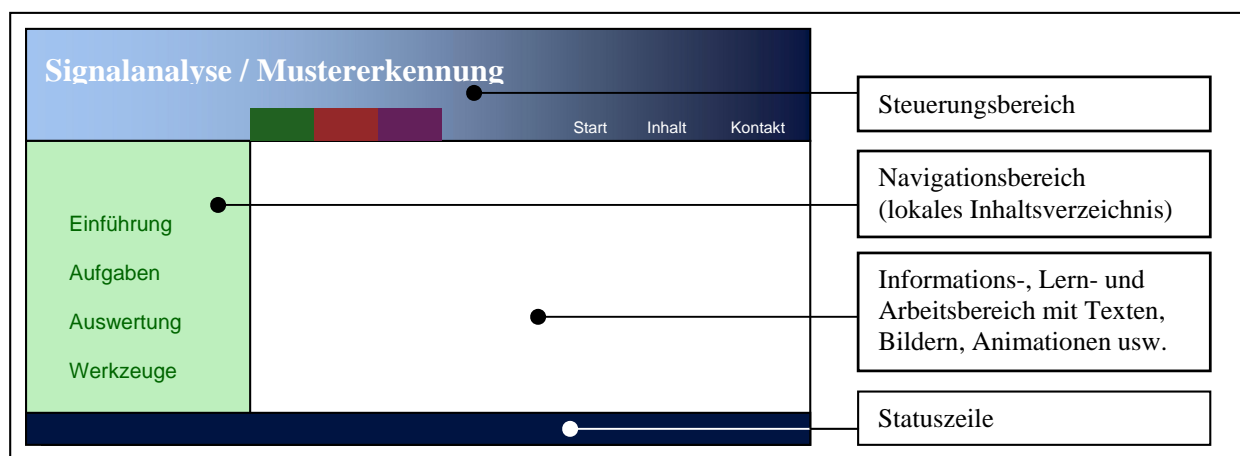 Signalanalyse / Mustererkennung
Start Inhalt Kontakt
Einführung
Aufgaben
Auswertung
Werkzeuge
Steuerungsbereich
Navigationsbereich
(lokales Inhaltsverzeichnis)
Informations-, Lern- und
Arbeitsbereich mit Texten,
Bildern, Animationen usw.
Statuszeile